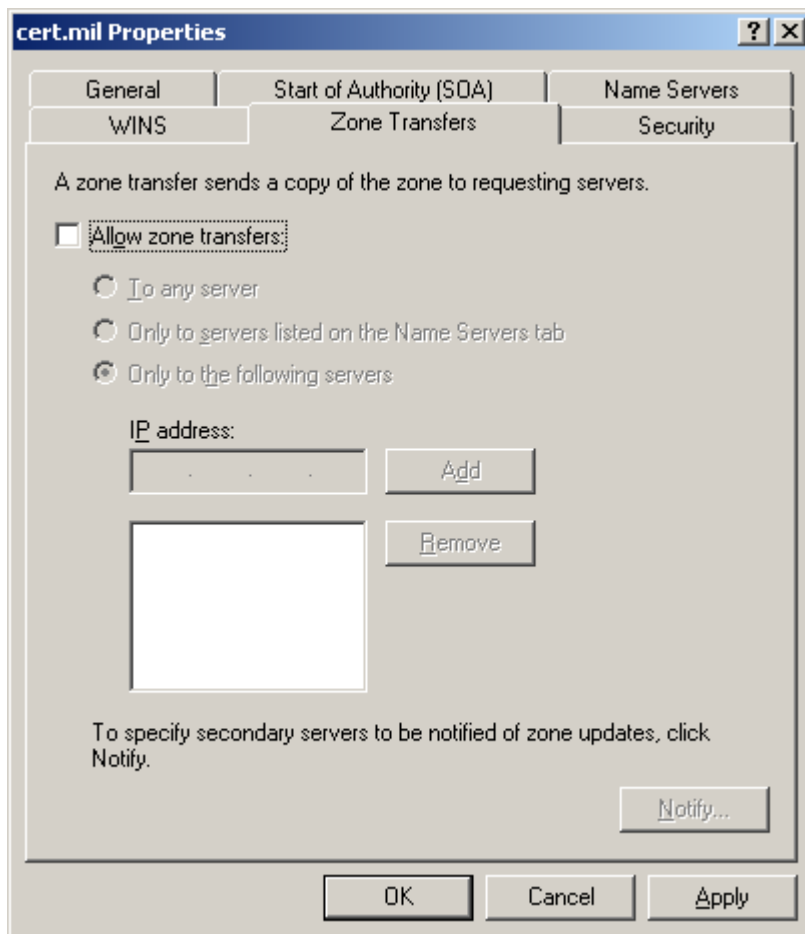 cert.mil Properties
General
Start of Authority (SOA)
Name Servers
WINS
Zone Transfers
Security
A zone transfer sends a copy of the zone to requesting servers.
Allow zone transfers:
To any server
Only to servers listed on the Name Servers tab
Only to the following servers
IP address:
. . .
Add
Remove
To specify secondary servers to be notified of zone updates, click
Notify.
Notify...
OK
Cancel
Apply